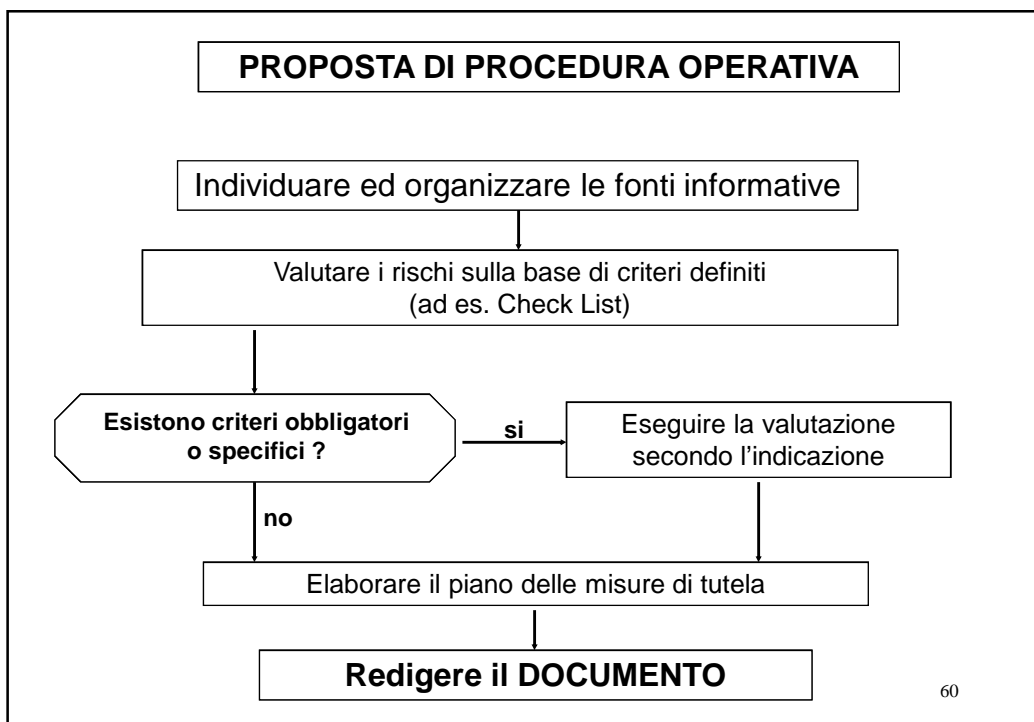 PROPOSTA DI PROCEDURA OPERATIVA
Individuare ed organizzare le fonti informative
Valutare i rischi sulla base di criteri definiti
(ad es. Check List)
Esistono criteri obbligatori
o specifici ?
si
Eseguire la valutazione
secondo l'indicazione
no
Elaborare il piano delle misure di tutela
Redigere il DOCUMENTO
60